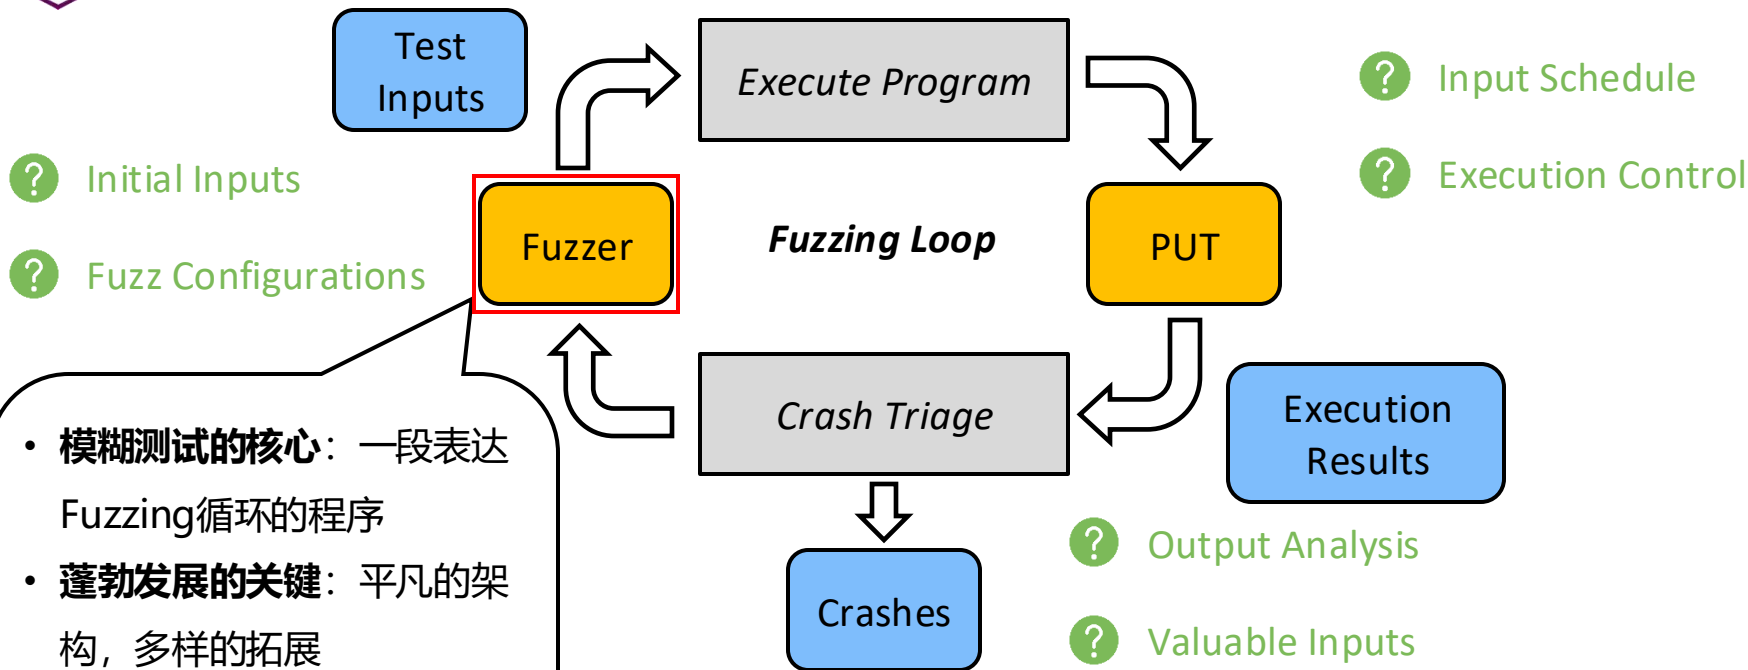 Test
Inputs
Execute Program
Input Schedule
Execution Control
Initial Inputs
Fuzz Configurations
Fuzzer
Fuzzing Loop
PUT
Crash Triage
Execution
Results
• 模糊测试的核心：一段表达
Fuzzing循环的程序
• 蓬勃发展的关键：平凡的架
构，多样的拓展
Crashes
Output Analysis
Valuable Inputs